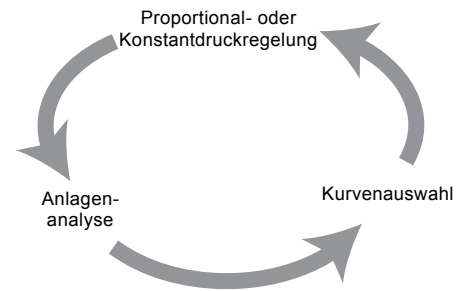 Proportional- oder
Konstantdruckregelung
Anlagen-
analyse
Kurvenauswahl